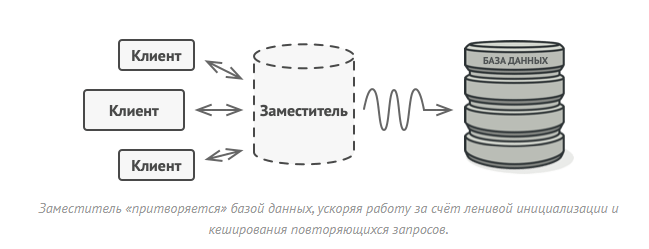 Клиент
Клиент
Клиент
Заместитель
БАЗА ДАННЫХ
Заместитель «притворяется» базой данных, ускоряя работу за счёт ленивой инициализации и
кеширования повторяющихся запросов.